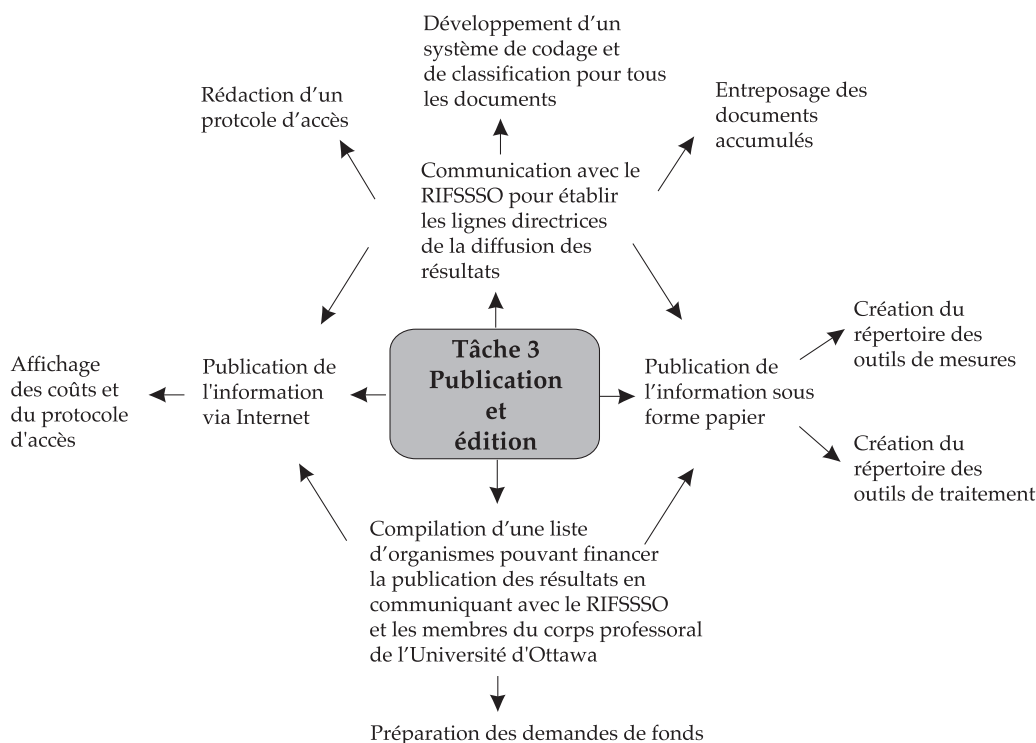 Développement d’un
système de codage et
de classification pour tous
les documents
Rédaction d’un
protcole d’accès
Entreposage des
documents
accumulés
Communication avec le
RIFSSSO pour établir
les lignes directrices
de la diffusion des
résultats
Affichage
des coûts et
du protocole
d'accès
Publication de
l'information
via Internet
Tâche 3
Publication
et
édition
Publication de
l’information sous
forme papier
Création du
répertoire des
outils de mesures
Création du
répertoire des
outils de traitement
Compilation d’une liste
d’organismes pouvant financer
la publication des résultats en
communiquant avec le RIFSSSO
et les membres du corps professoral
de l’Université d'Ottawa
Préparation des demandes de fonds